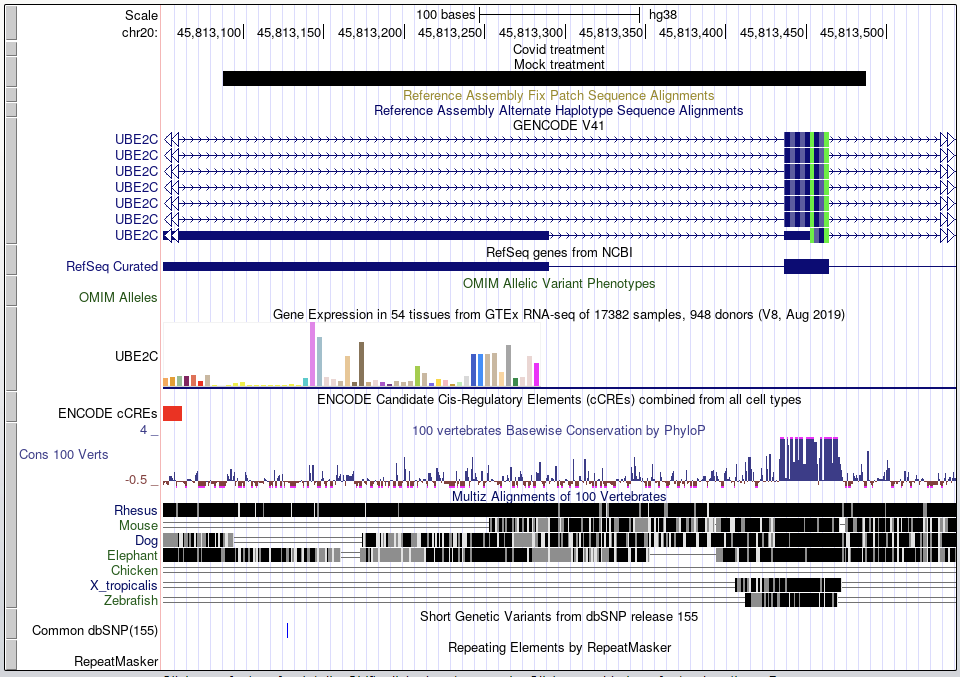 Scale 100 bases hg38
chr20: 45,813,100 45,813,150 45,813,200 45,813,250 45,813,300 45,813,350 45,813,400 45,813,450 45,813,500
Covid treatment
Mock treatment
Reference Assembly Fix Patch Sequence Alignments
Reference Assembly Alternate Haplotype Sequence Alignments
GENCODE V41
UBE2C
UBE2C
UBE2C
UBE2C
UBE2C
UBE2C
UBE2C
RefSeq genes from NCBI
RefSeq Curated
OMIM Allelic Variant Phenotypes
OMIM Alleles
Gene Expression in 54 tissues from GTEx RNA-seq of 17382 samples, 948 donors (V8, Aug 2019)
UBE2C
ENCODE Candidate Cis-Regulatory Elements (cCREs) combined from all cell types
ENCODE cCREs
4 _
100 vertebrates Basewise Conservation by PhyloP
Cons 100 Verts
-0.5 _
Multiz Alignments of 100 Vertebrates
Rhesus
Mouse
Dog
Elephant
Chicken
X_tropicalis
Zebrafish
Short Genetic Variants from dbSNP release 155
Common dbSNP(155)
Repeating Elements by RepeatMasker
RepeatMasker